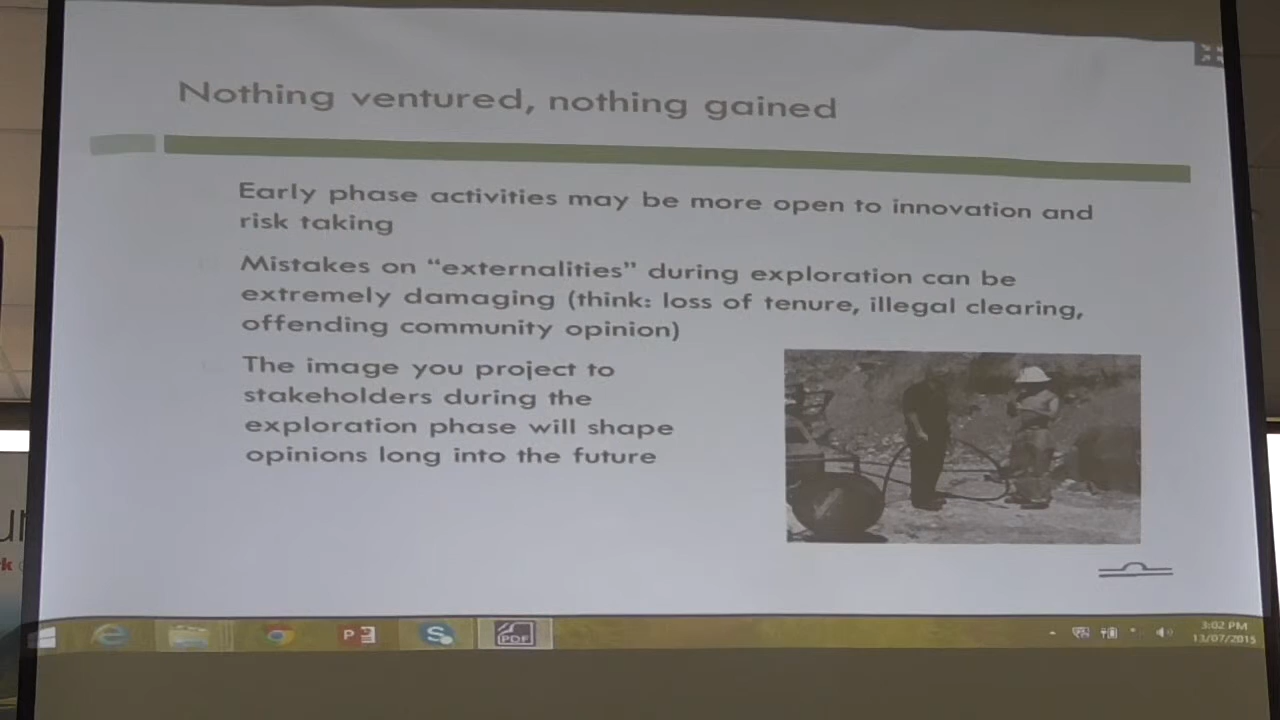 Nothing ventured, nothing gained
Early phase activities may be more open to innovation and
risk taking
Mistakes on “externalities” during exploration can be
extremely damaging (think: loss of tenure, illegal clearing,
offending community opinion)
The image you project to
stakeholders during the
exploration phase will shape
opinions long into the future
PDF
3:02 PM
13/07/2015